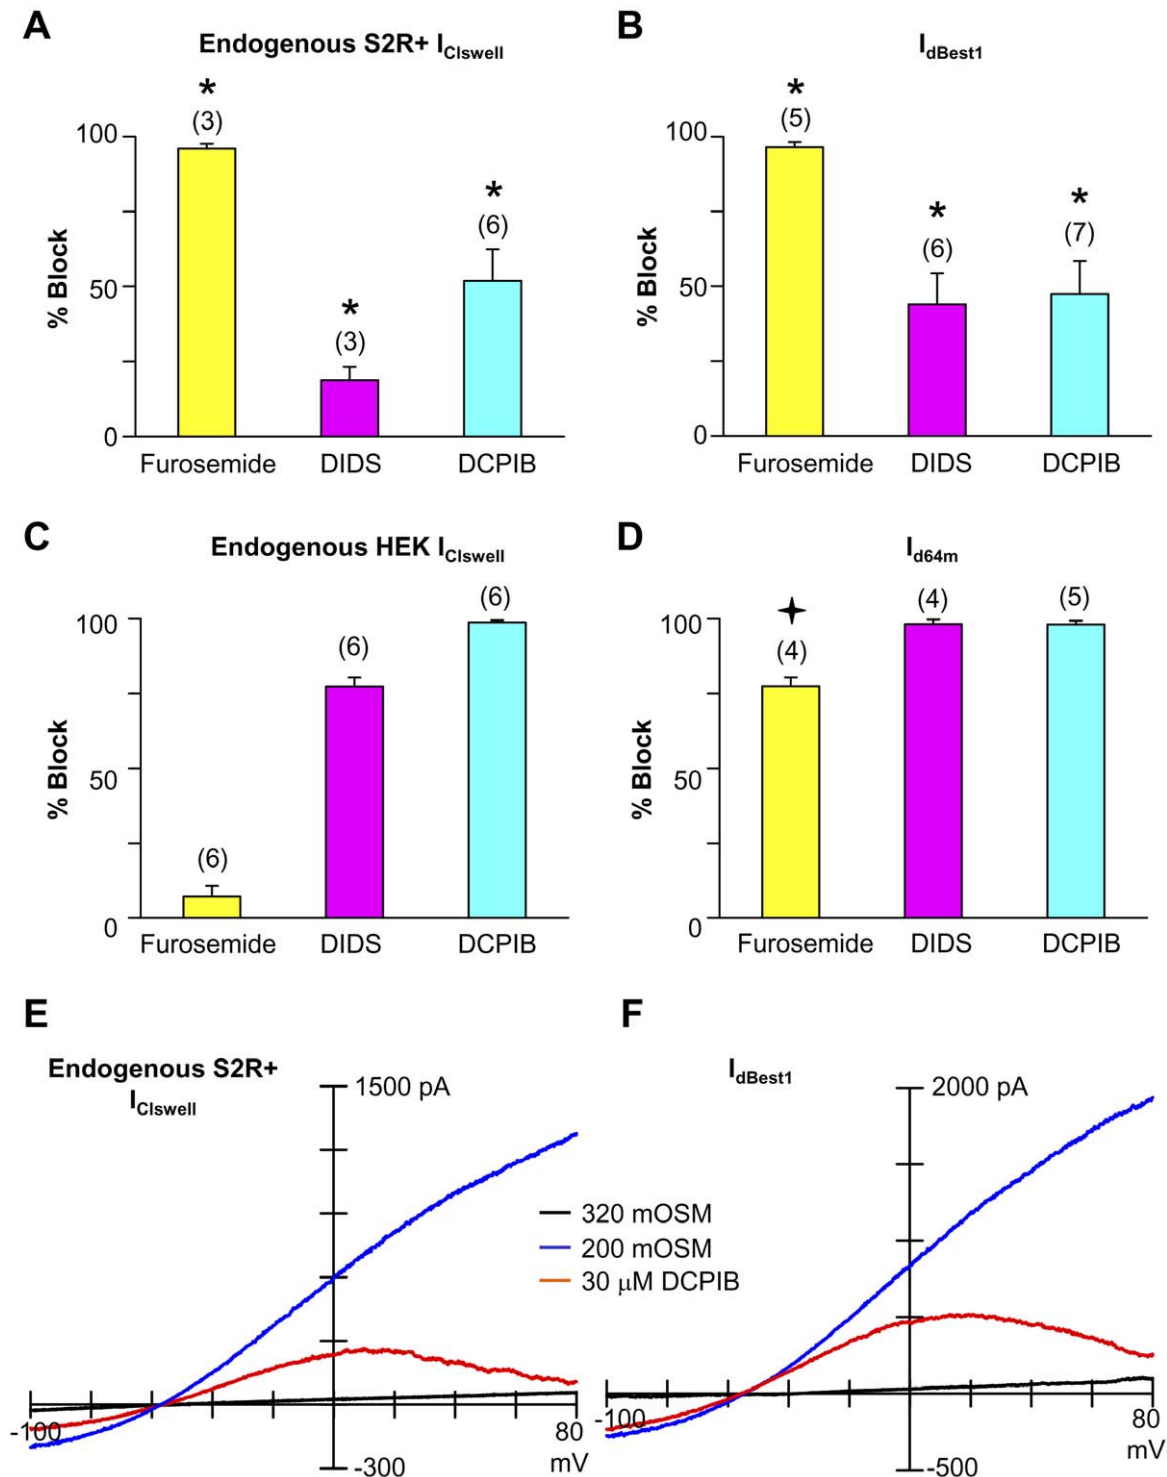 A
Endogenous S2R+ IClswell
*
(3)
*
(3)
*
(6)
100
50
0
% Block
Furosemide DIDS DCPIB
B
IdBest1
*
(5)
*
(6)
*
(7)
100
50
0
% Block
Furosemide DIDS DCPIB
C
Endogenous HEK IClswell
(6)
(6)
(6)
100
50
0
% Block
Furosemide DIDS DCPIB
D
Id64m
(4)
(4)
(5)
100
50
0
% Block
Furosemide DIDS DCPIB
E
Endogenous S2R+
IClswell
1500 pA
-100
80
mV
-300
320 mOSM
200 mOSM
30 µM DCPIB
F
IdBest1
2000 pA
-100
80
mV
-500